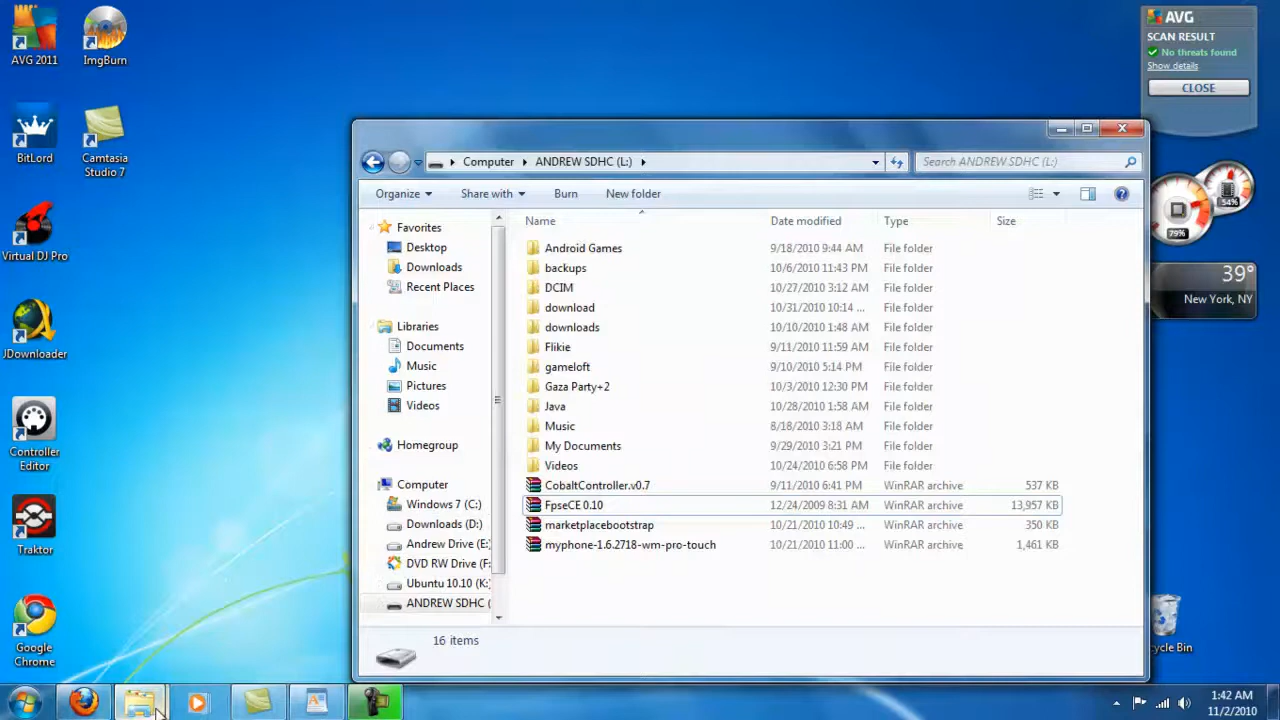 AVG 2011
ImgBurn
BitLord
Camtasia
Studio 7
Virtual DJ Pro
JDownloader
Controller
Editor
Traktor
Google
Chrome
AVG
SCAN RESULT
No threats found
Show details
CLOSE
79%
54%
39°
New York, NY
cycle Bin
Computer ANDREW SDHC (L:)
Search ANDREW SDHC (L:)
Organize Share with Burn New folder
Favorites
Desktop
Downloads
Recent Places
Libraries
Documents
Music
Pictures
Videos
Homegroup
Computer
Windows 7 (C:)
Downloads (D:)
Andrew Drive (E:
DVD RW Drive (F:
Ubuntu 10.10 (K:)
ANDREW SDHC (
Name Date modified Type Size
Android Games 9/18/2010 9:44 AM File folder
backups 10/6/2010 11:43 PM File folder
DCIM 10/27/2010 3:12 AM File folder
download 10/31/2010 10:14 ... File folder
downloads 10/10/2010 1:48 AM File folder
Flikie 9/11/2010 11:59 AM File folder
gameloft 9/10/2010 5:14 PM File folder
Gaza Party+2 10/3/2010 12:30 PM File folder
Java 10/28/2010 1:58 AM File folder
Music 8/18/2010 3:18 AM File folder
My Documents 9/29/2010 3:21 PM File folder
Videos 10/24/2010 6:58 PM File folder
CobaltController.v0.7 9/11/2010 6:41 PM WinRAR archive 537 KB
FpseCE 0.10 12/24/2009 8:31 AM WinRAR archive 13,957 KB
marketplacebootstrap 10/21/2010 10:49 ... WinRAR archive 350 KB
myphone-1.6.2718-wm-pro-touch 10/21/2010 11:00 ... WinRAR archive 1,461 KB
16 items
1:42 AM
11/2/2010